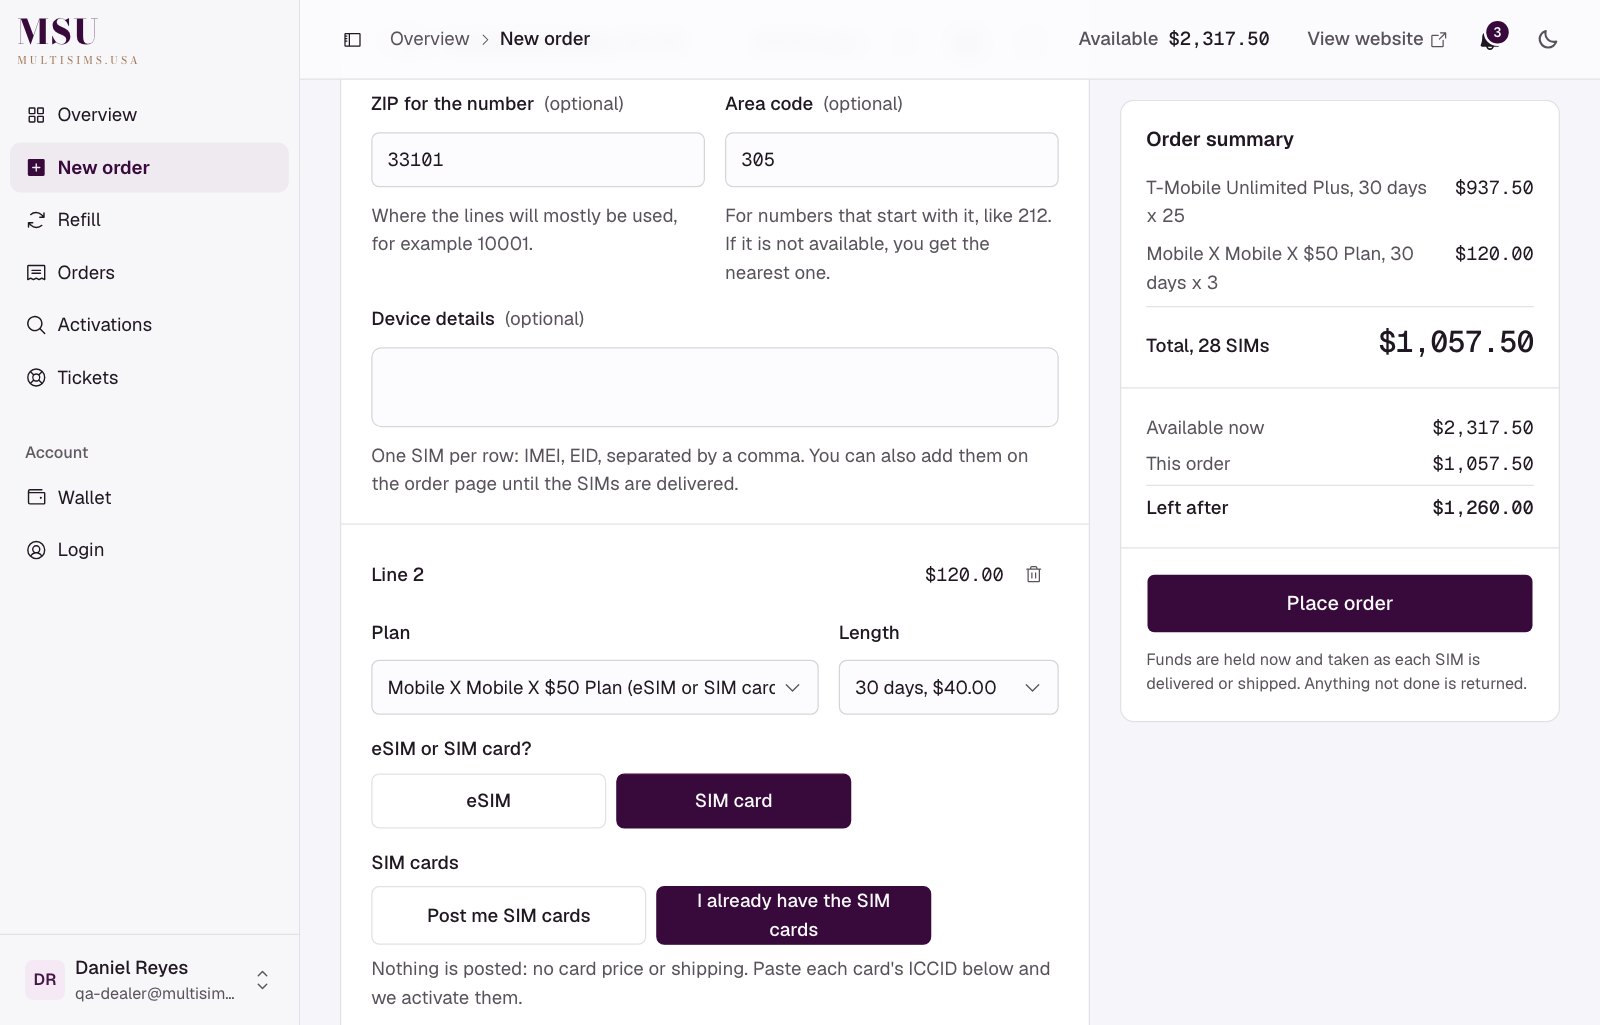 MSU
MULTISIMS.USA
Overview
New order
Refill
Orders
Activations
Tickets
Account
Wallet
Login
DR
Daniel Reyes
qa-dealer@multisim...
Overview > New order
Available $2,317.50
View website
3
ZIP for the number (optional)
33101
Where the lines will mostly be used,
for example 10001.
Area code (optional)
305
For numbers that start with it, like 212.
If it is not available, you get the
nearest one.
Device details (optional)
One SIM per row: IMEI, EID, separated by a comma. You can also add them on
the order page until the SIMs are delivered.
Line 2 $120.00
Plan
Mobile X Mobile X $50 Plan (eSIM or SIM card
Length
30 days, $40.00
eSIM or SIM card?
eSIM
SIM card
SIM cards
Post me SIM cards
I already have the SIM
cards
Nothing is posted: no card price or shipping. Paste each card's ICCID below and
we activate them.
Order summary
T-Mobile Unlimited Plus, 30 days $937.50
x 25
Mobile X Mobile X $50 Plan, 30 $120.00
days x 3
Total, 28 SIMs $1,057.50
Available now $2,317.50
This order $1,057.50
Left after $1,260.00
Place order
Funds are held now and taken as each SIM is
delivered or shipped. Anything not done is returned.